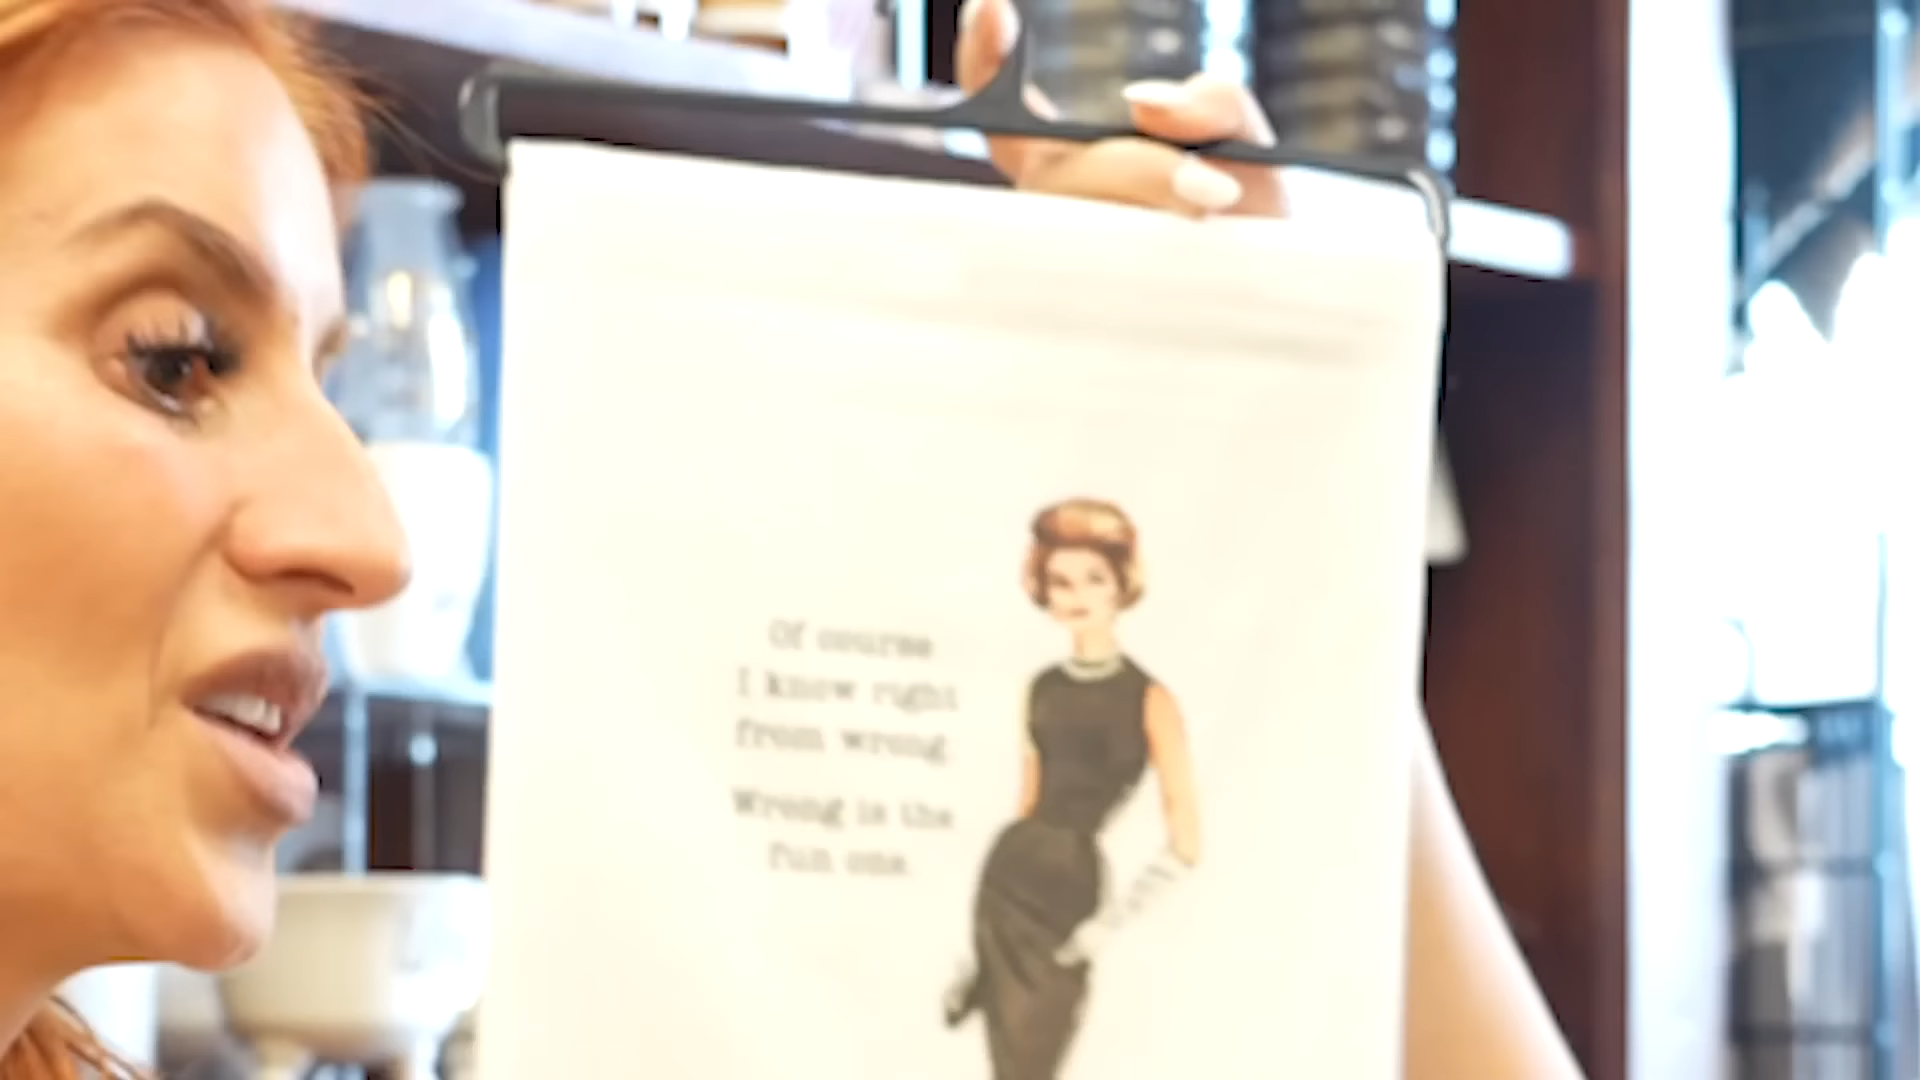 Of course
I know right
from wrong.
Wrong is the
fun one.